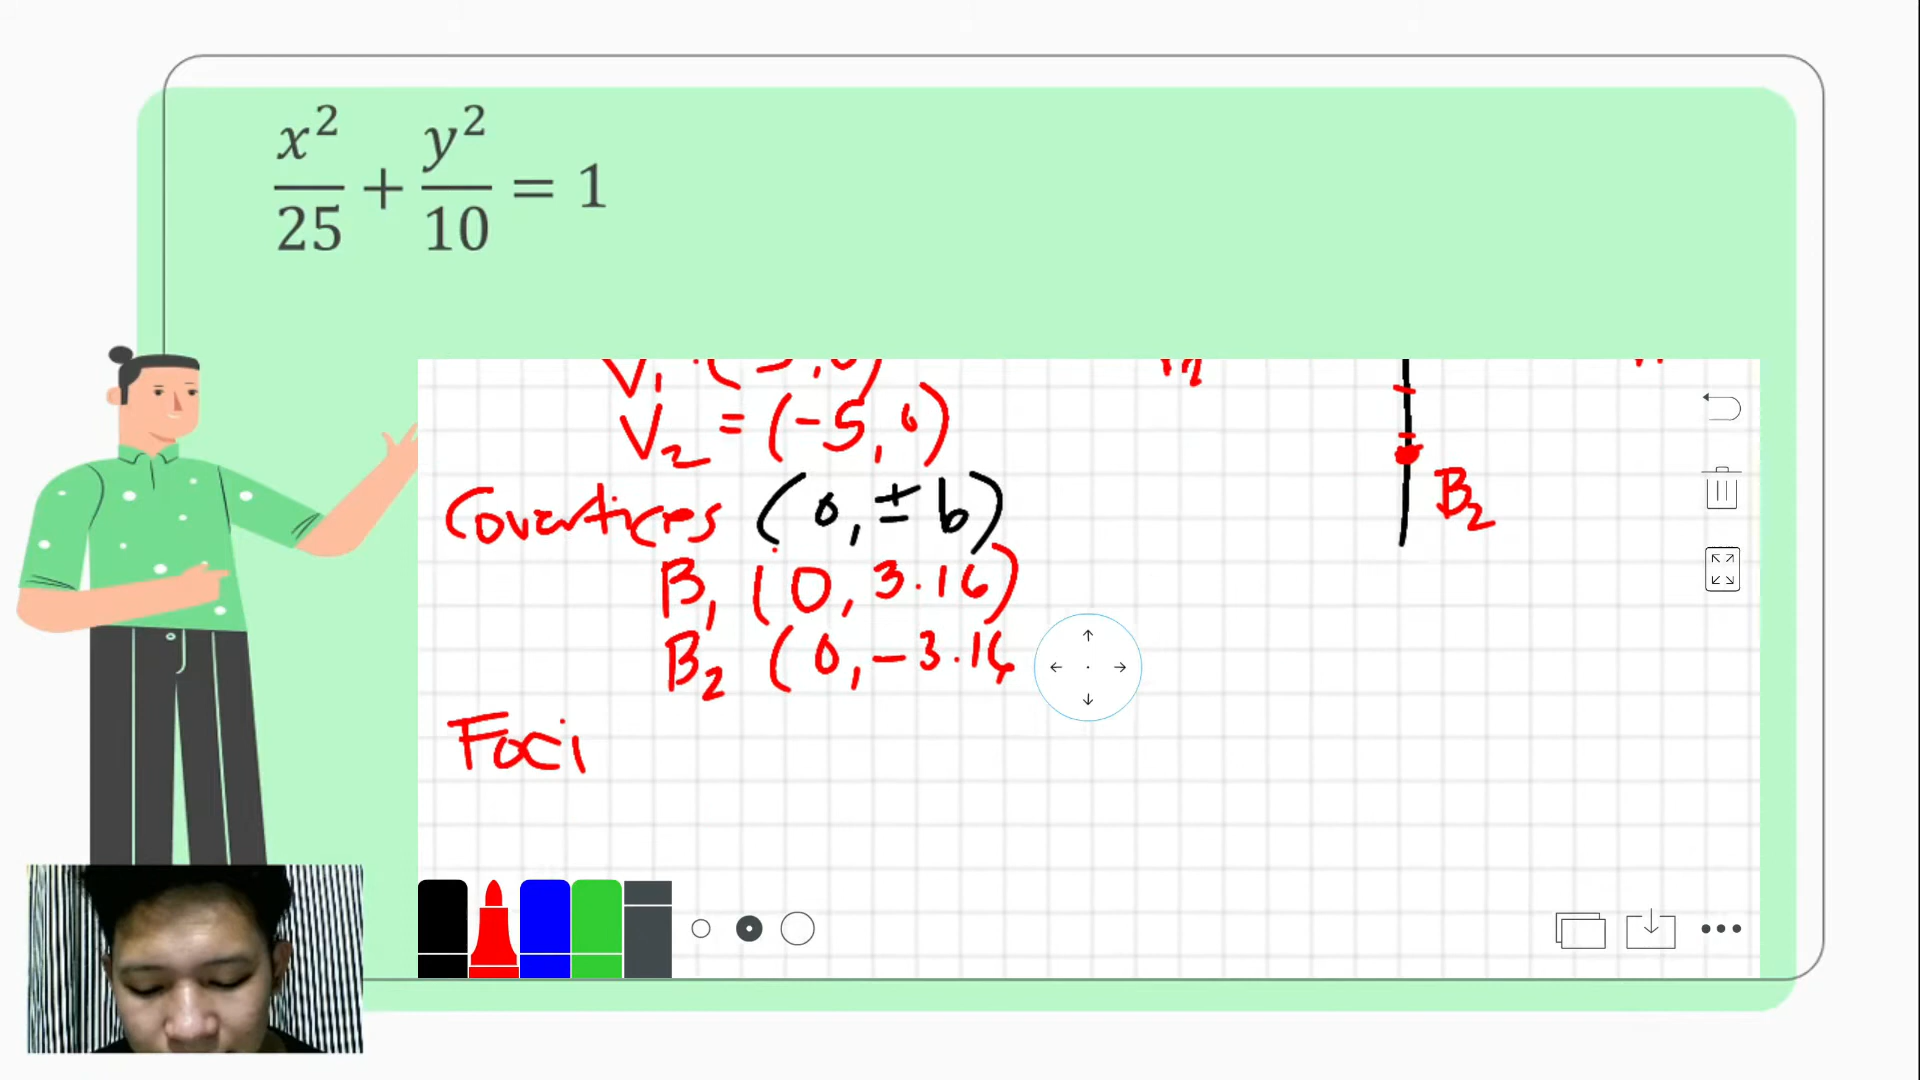 x²/25 + y²/10 = 1
V₂ = (-5, 0)
Covertices (0, ± b)
B₁ (0, 3.16)
B₂ (0, -3.16
B₂
Foci